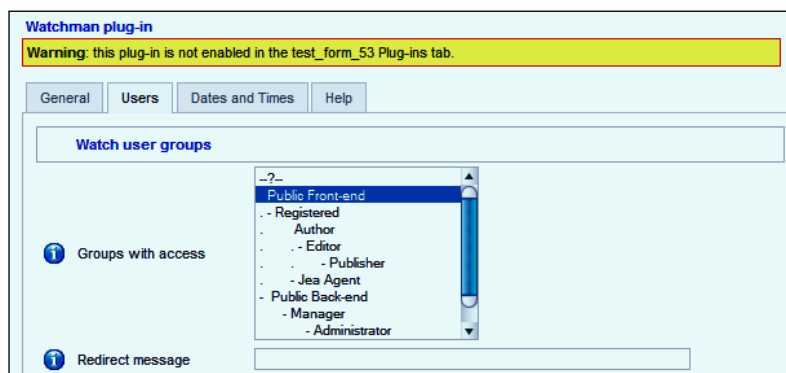 Watchman plug-in
Warning: this plug-in is not enabled in the test_form_53 Plug-ins tab.
General Users Dates and Times Help
Watch user groups
--?--
Public Front-end
. - Registered
. Author
. . - Editor
. . - Publisher
. - Jea Agent
- Public Back-end
- Manager
- Administrator
Groups with access
Redirect message